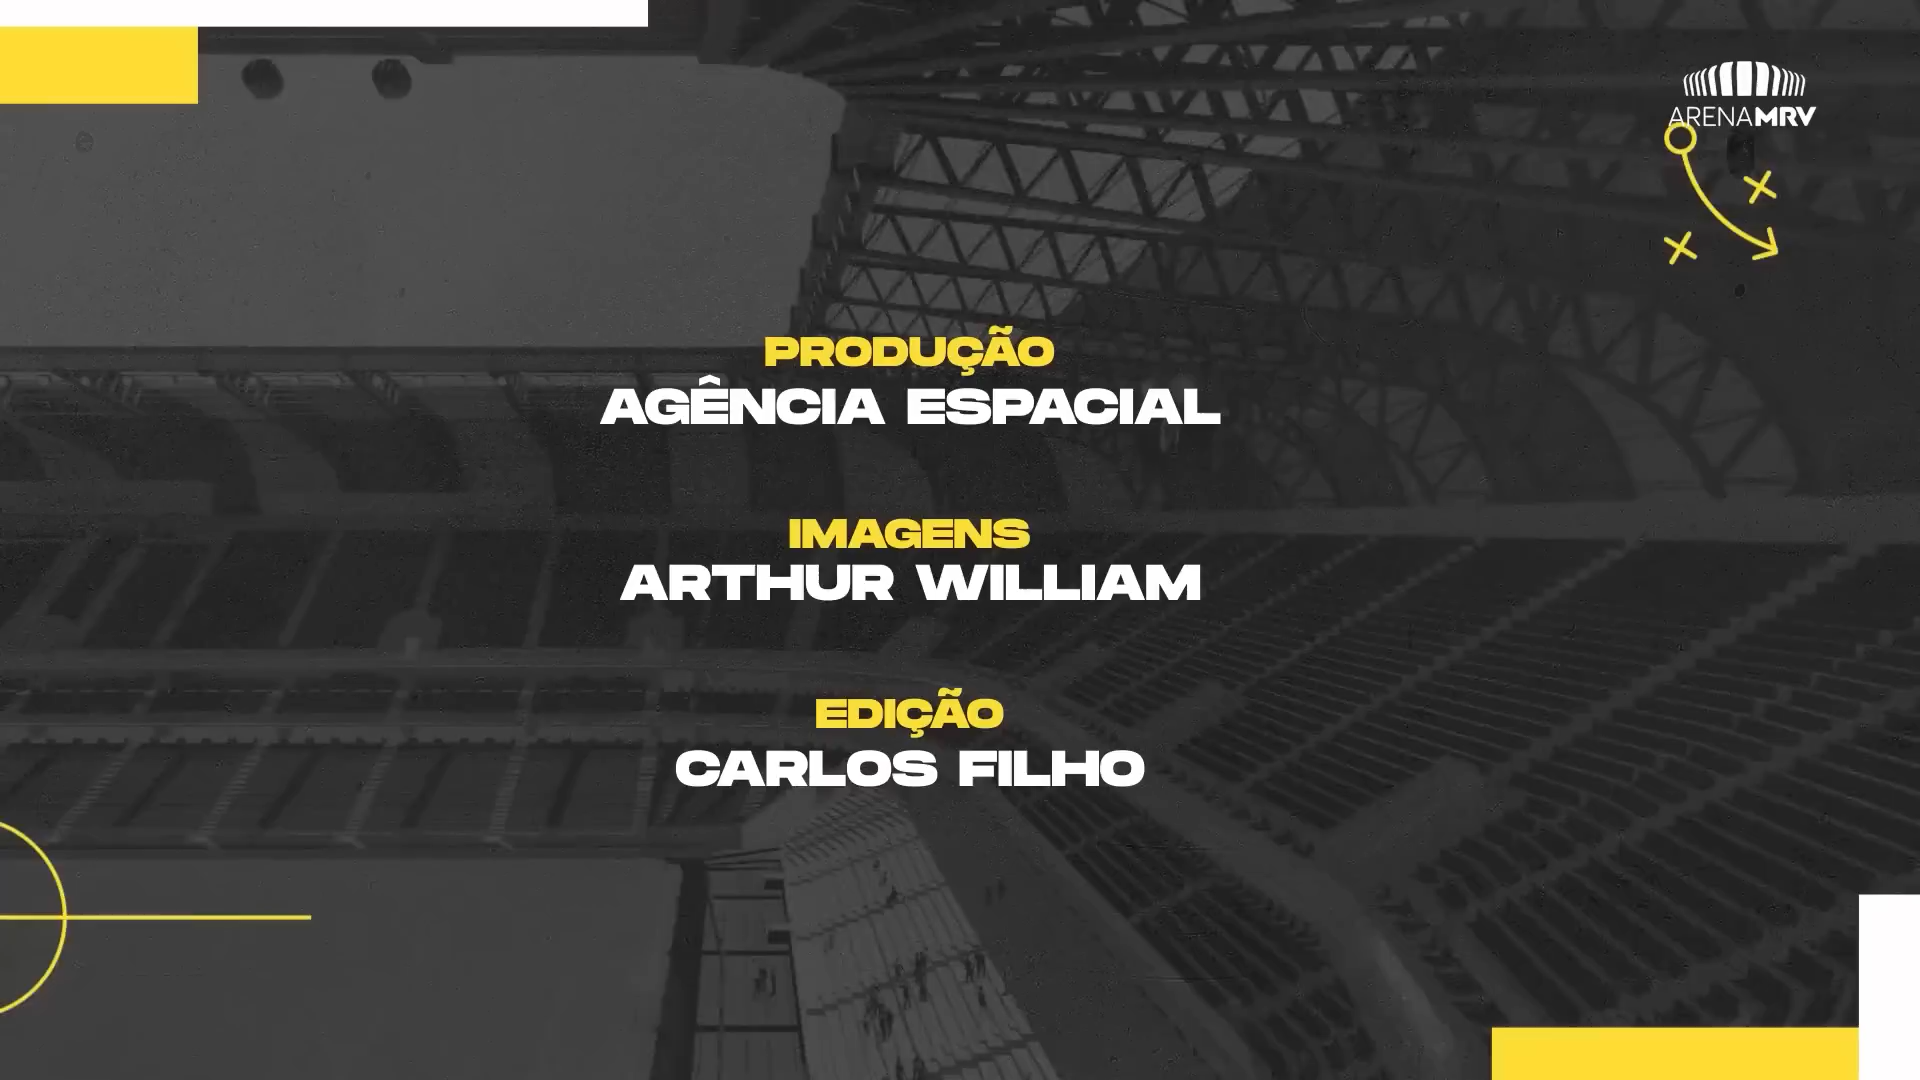 ARENAMRV
PRODUÇÃO
AGÊNCIA ESPACIAL
IMAGENS
ARTHUR WILLIAM
EDIÇÃO
CARLOS FILHO